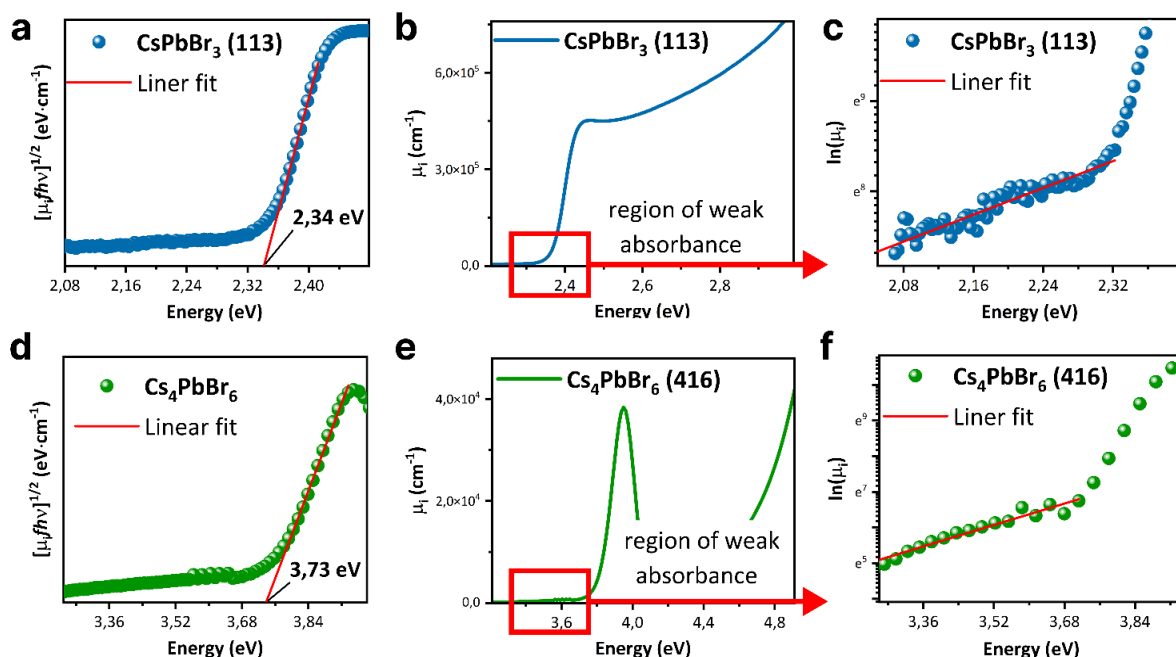 a
CsPbBr₃ (113)
Liner fit
[μᵢfhν]¹ᐟ² (eV·cm⁻¹)
2,34 eV
2,08 2,16 2,24 2,32 2,40
Energy (eV)
b
CsPbBr₃ (113)
6,0×10⁵
3,0×10⁵
0,0
μᵢ (cm⁻¹)
region of weak
absorbance
2,4 2,6 2,8
Energy (eV)
c
CsPbBr₃ (113)
Liner fit
e⁹
e⁸
ln(μᵢ)
2,08 2,16 2,24 2,32
Energy (eV)
d
Cs₄PbBr₆
Linear fit
[μᵢfhν]¹ᐟ² (eV·cm⁻¹)
3,73 eV
3,36 3,52 3,68 3,84
Energy (eV)
e
Cs₄PbBr₆ (416)
4,0×10⁴
2,0×10⁴
0,0
μᵢ (cm⁻¹)
region of weak
absorbance
3,6 4,0 4,4 4,8
Energy (eV)
f
Cs₄PbBr₆ (416)
Liner fit
e⁹
e⁷
e⁵
ln(μᵢ)
3,36 3,52 3,68 3,84
Energy (eV)